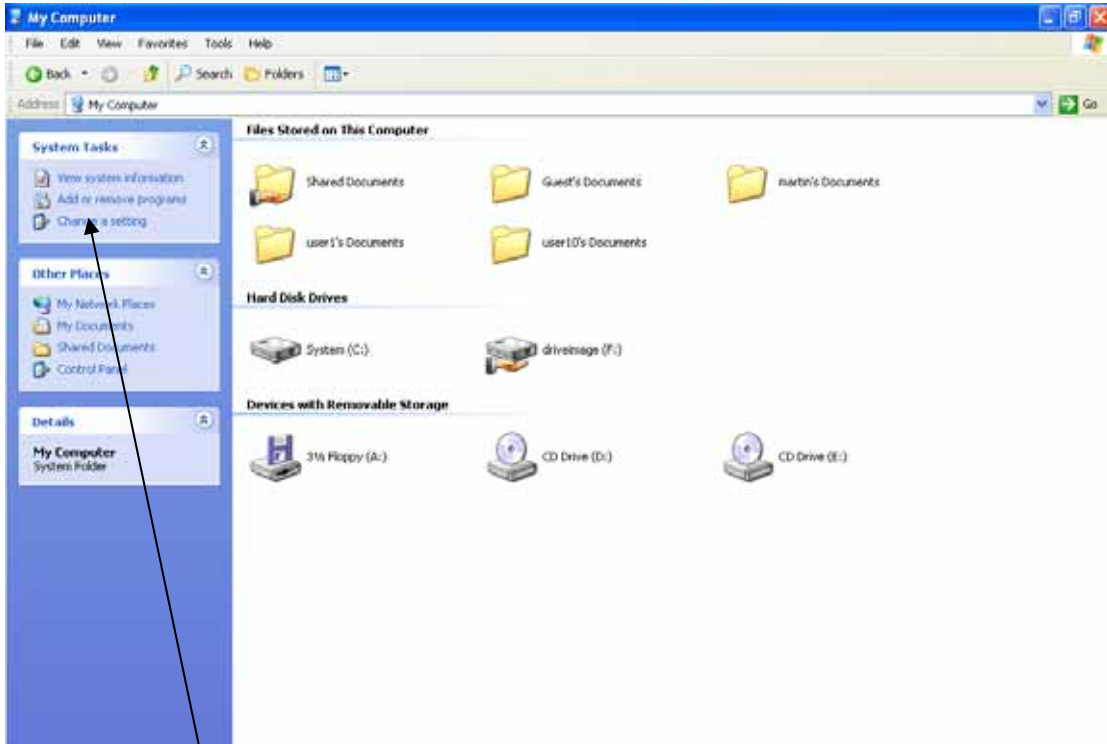 My Computer
File Edit View Favorites Tools Help
Back Search Folders
Address My Computer Go
System Tasks
View system information
Add or remove programs
Change a setting
Other Places
My Network Places
My Documents
Shared Documents
Control Panel
Details
My Computer
System Folder
Files Stored on This Computer
Shared Documents Guest's Documents martin's Documents
user1's Documents user10's Documents
Hard Disk Drives
System (C:) driveimage (F:)
Devices with Removable Storage
3½ Floppy (A:) CD Drive (D:) CD Drive (E:)